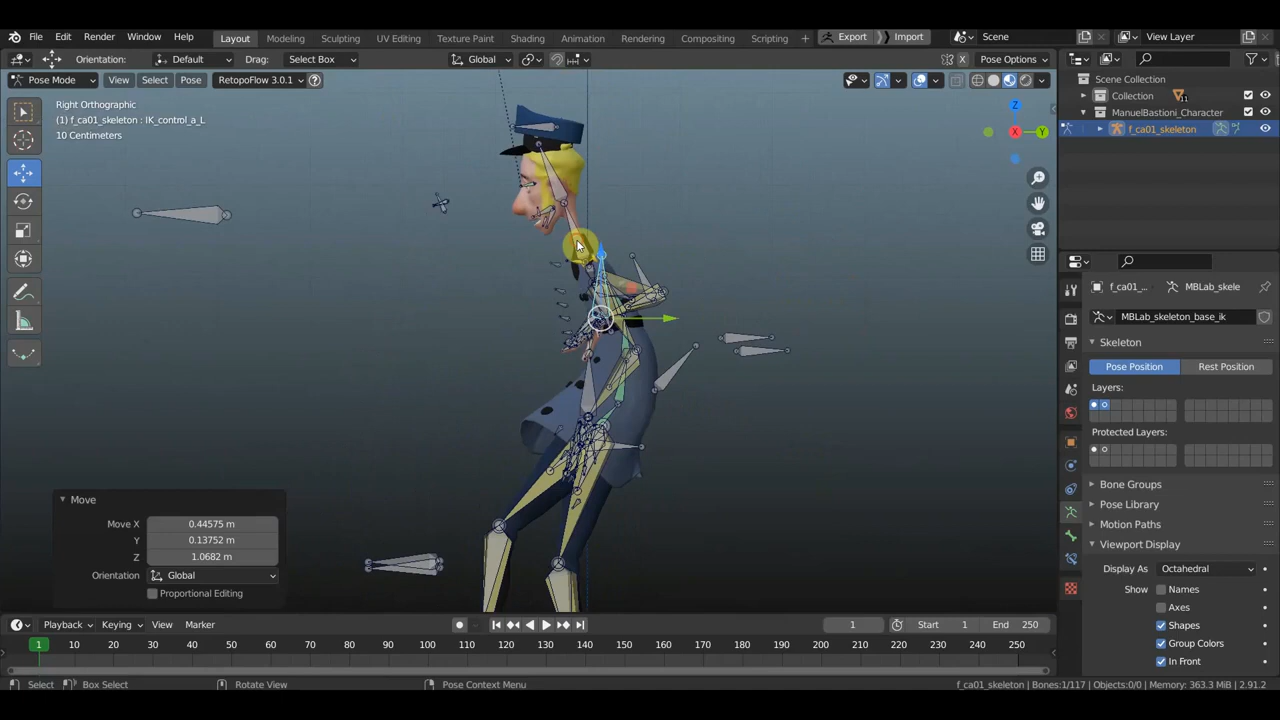 File Edit Render Window Help Layout Modeling Sculpting UV Editing Texture Paint Shading Animation Rendering Compositing Scripting + Export Import Scene View Layer
Orientation: Default Drag: Select Box Global X Pose Options
Pose Mode View Select Pose RetopoFlow 3.0.1
Scene Collection
Collection 11
ManuelBastioni_Character
f_ca01_skeleton
Right Orthographic
(1) f_ca01_skeleton : IK_control_a_L
10 Centimeters
Z
X
Y
f_ca01_... MBLab_skele
MBLab_skeleton_base_ik
Skeleton
Pose Position Rest Position
Layers:
Protected Layers:
Bone Groups
Pose Library
Motion Paths
Viewport Display
Display As Octahedral
Show Names
Axes
Shapes
Group Colors
In Front
Move
Move X 0.44575 m
Y 0.13752 m
Z 1.0682 m
Orientation Global
Proportional Editing
Playback Keying View Marker 1 Start 1 End 250
1 10 20 30 40 50 60 70 80 90 100 110 120 130 140 150 160 170 180 190 200 210 220 230 240 250
Select Box Select Rotate View Pose Context Menu f_ca01_skeleton | Bones:1/117 | Objects:0/0 | Memory: 363.3 MiB | 2.91.2